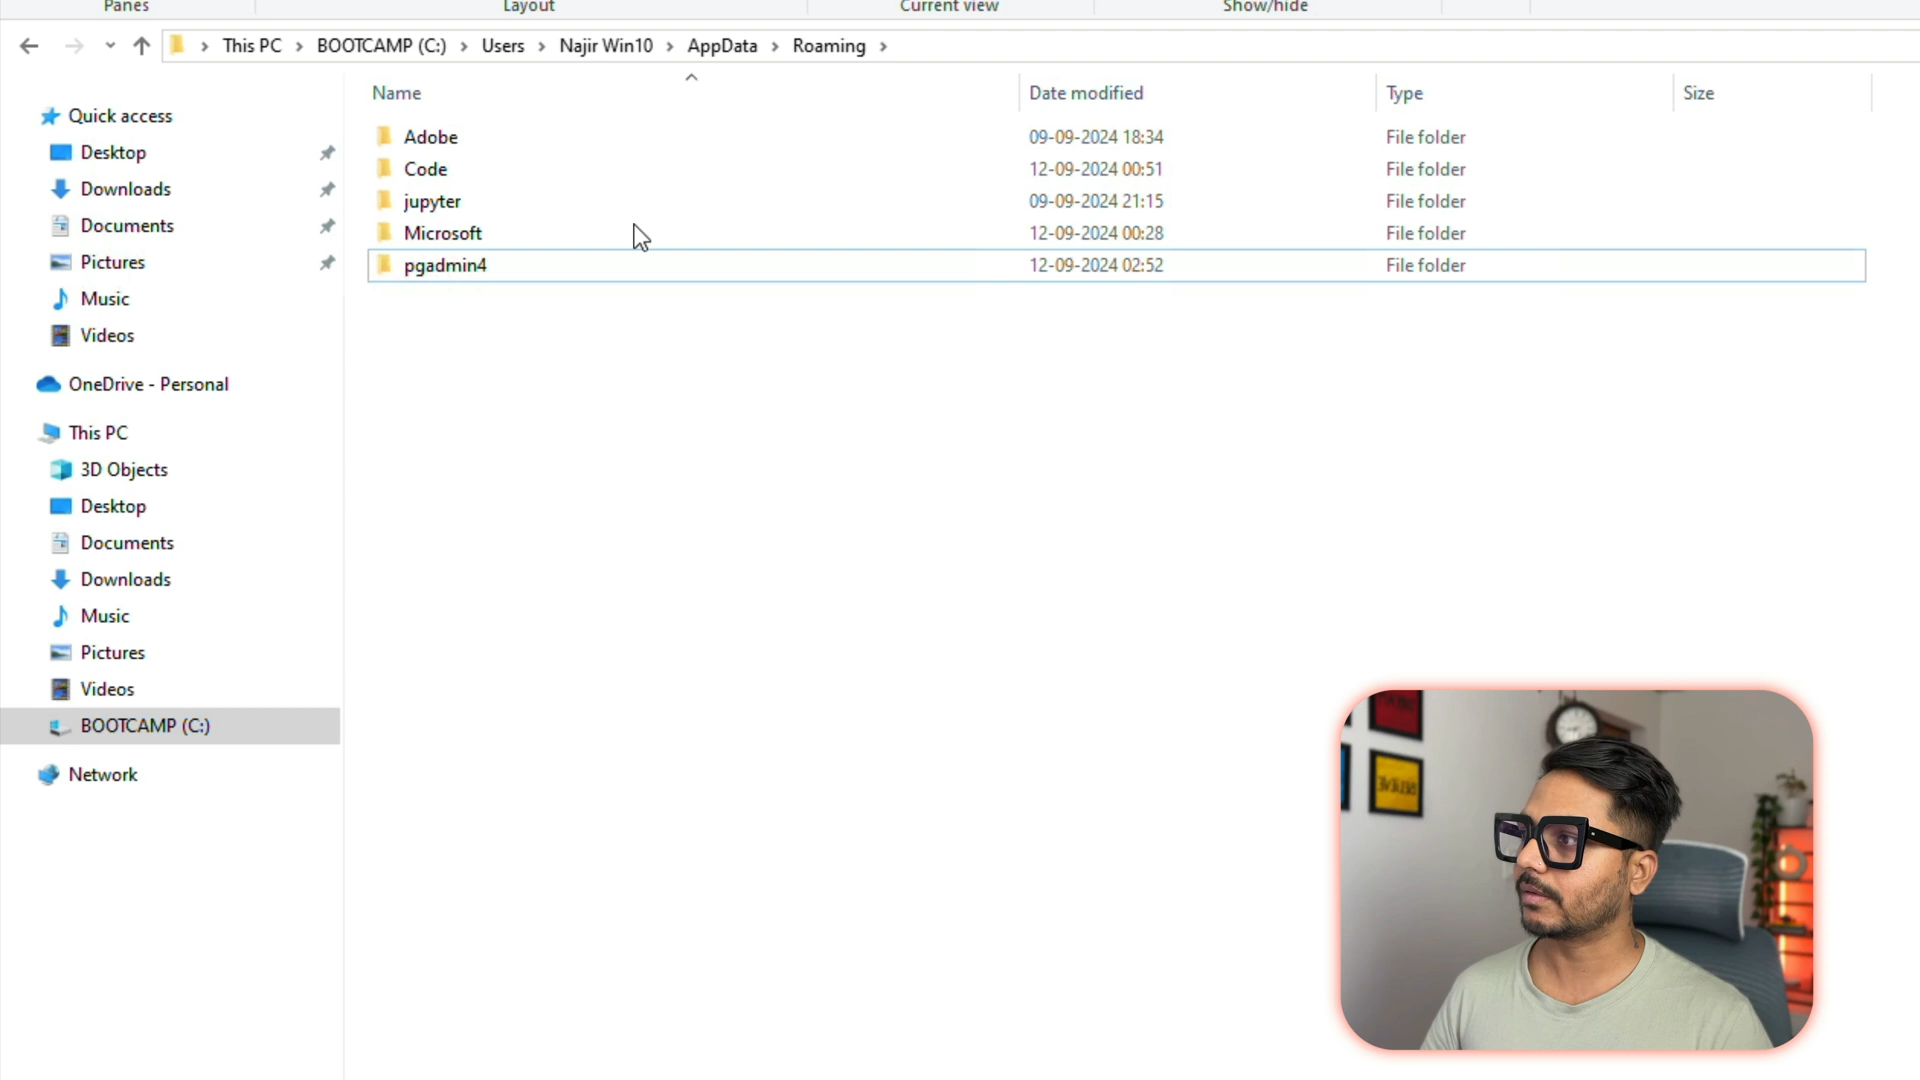 Panes Layout Current view Show/hide
This PC BOOTCAMP (C:) Users Najir Win10 AppData Roaming
Name Date modified Type Size
Quick access
Desktop
Downloads
Documents
Pictures
Music
Videos
OneDrive - Personal
This PC
3D Objects
Desktop
Documents
Downloads
Music
Pictures
Videos
BOOTCAMP (C:)
Network
Adobe 09-09-2024 18:34 File folder
Code 12-09-2024 00:51 File folder
jupyter 09-09-2024 21:15 File folder
Microsoft 12-09-2024 00:28 File folder
pgadmin4 12-09-2024 02:52 File folder